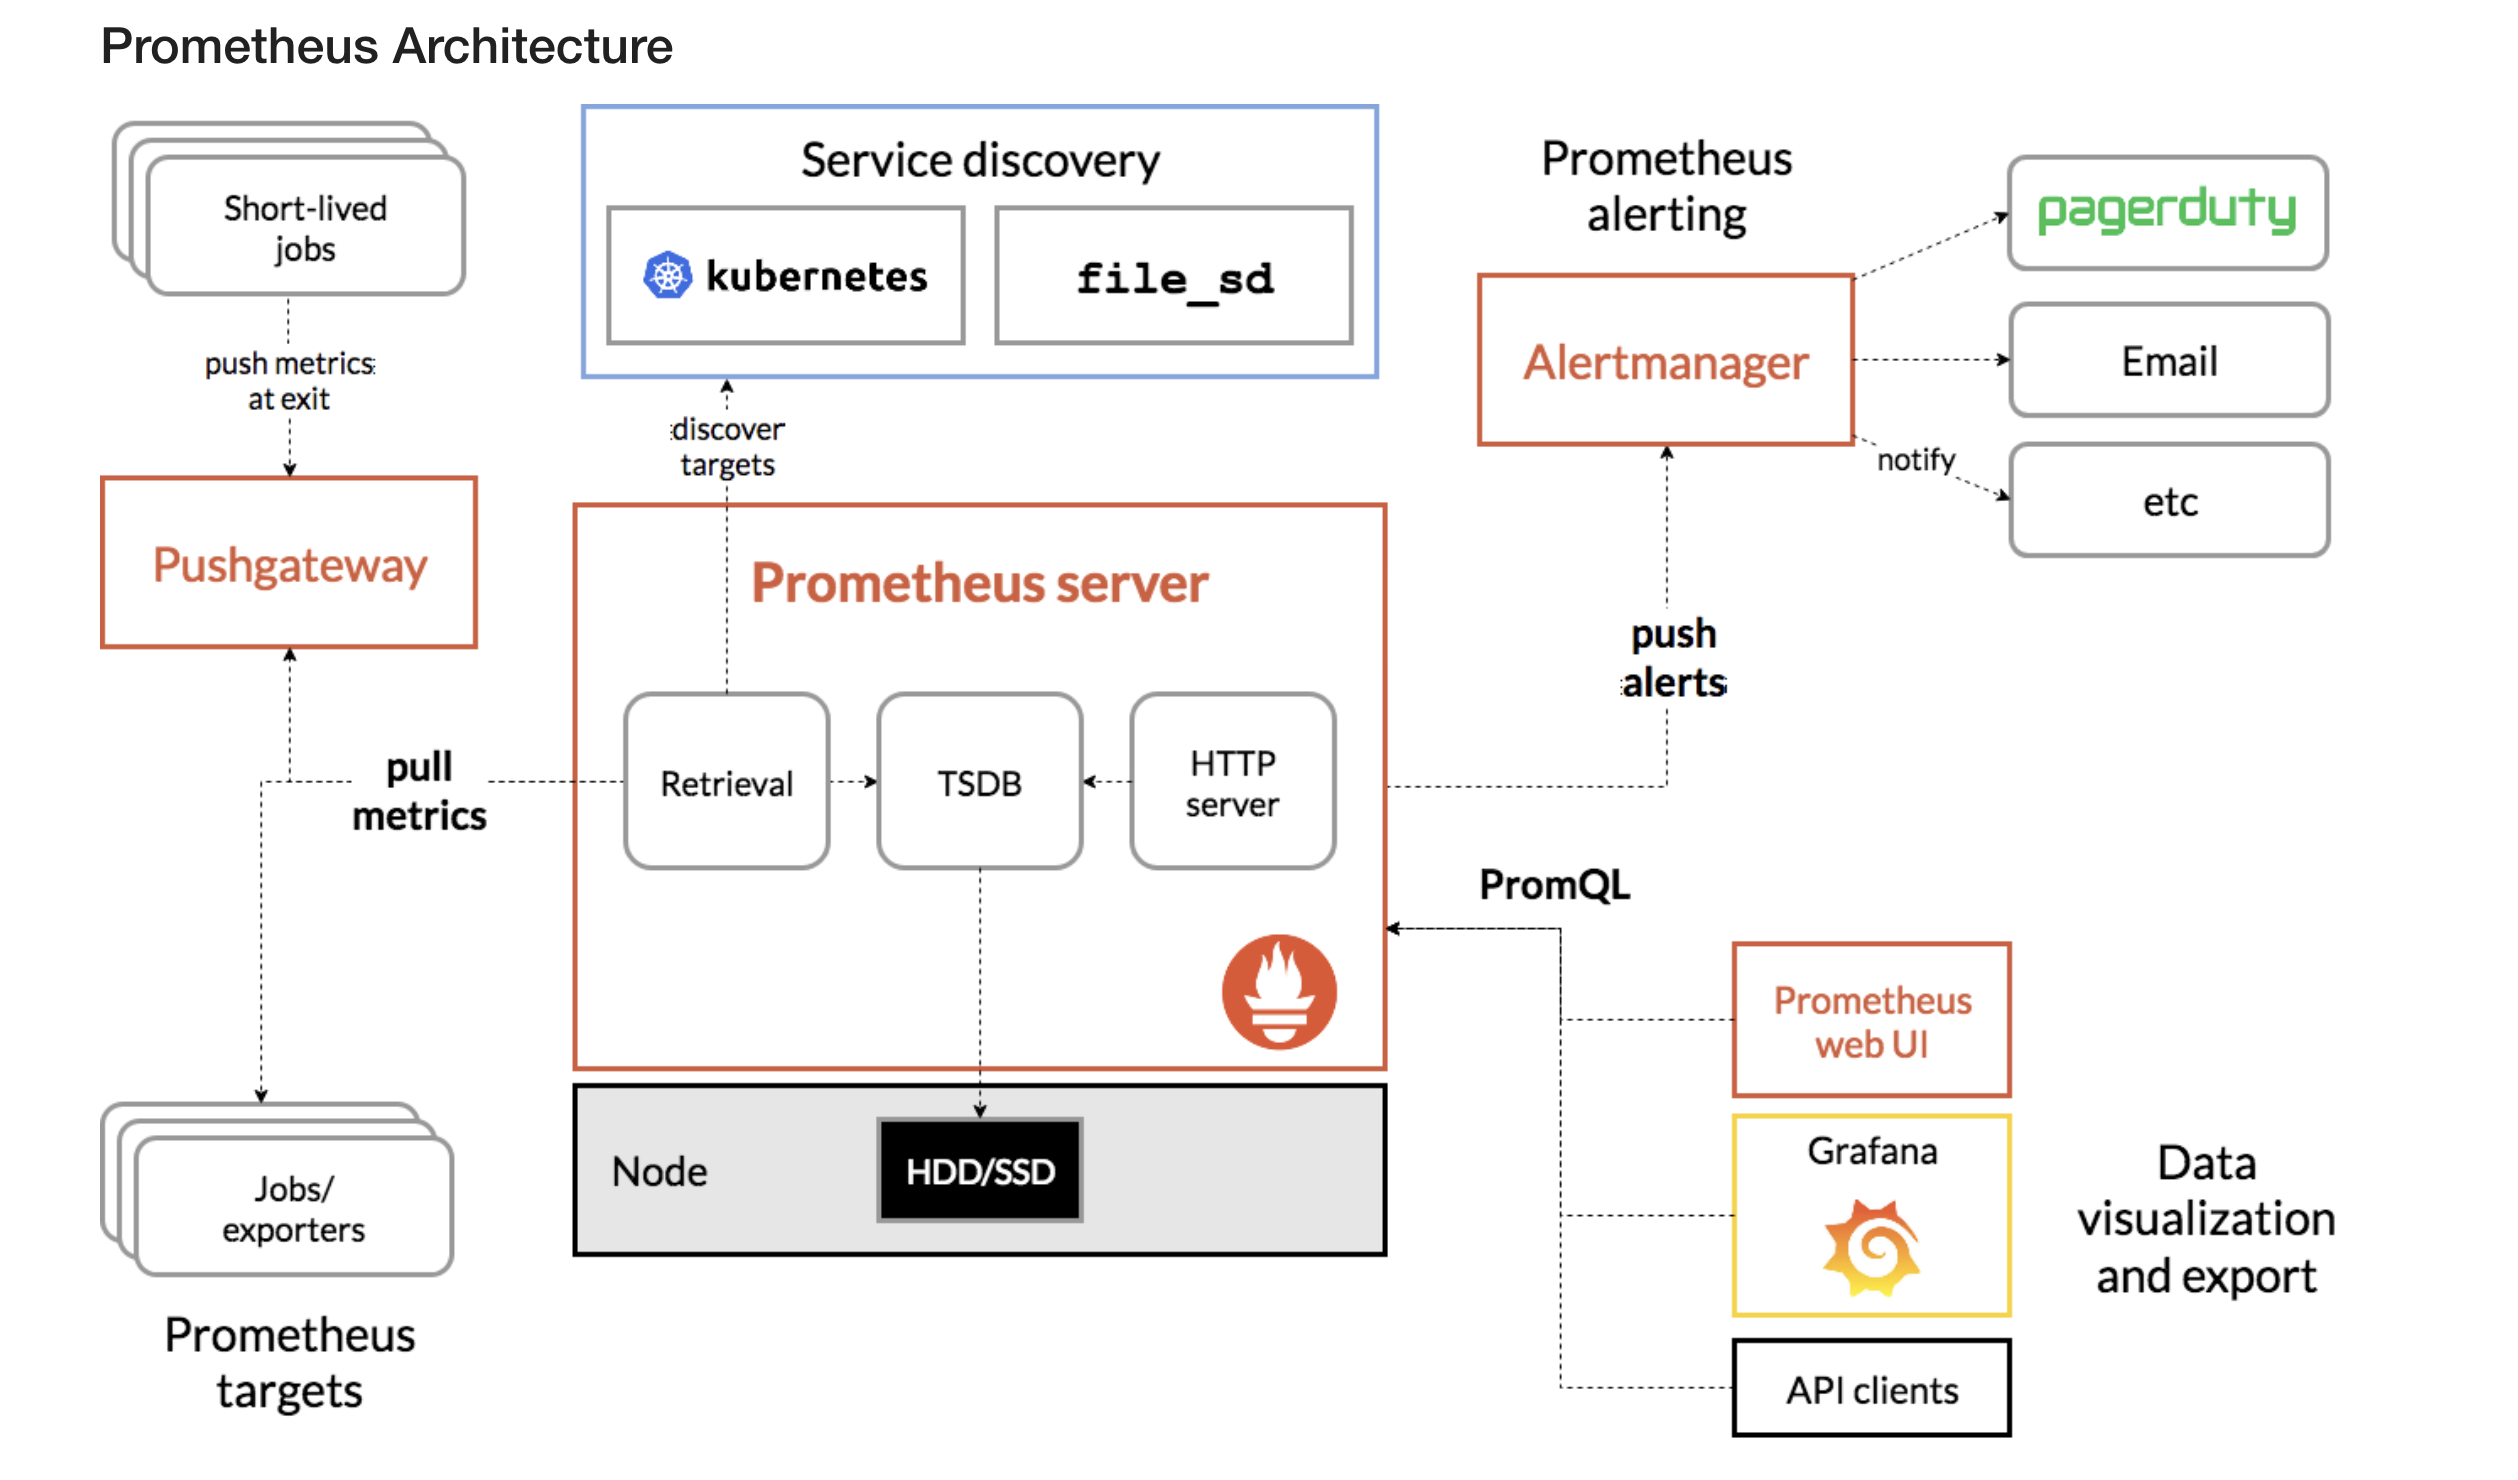 Prometheus Architecture
Short-lived
jobs
push metrics
at exit
Pushgateway
pull
metrics
Jobs/
exporters
Prometheus
targets
Service discovery
kubernetes
file_sd
discover
targets
Prometheus server
Retrieval
TSDB
HTTP
server
Node
HDD/SSD
Prometheus
alerting
Alertmanager
pagerduty
Email
notify
etc
push
alerts
PromQL
Prometheus
web UI
Grafana
API clients
Data
visualization
and export